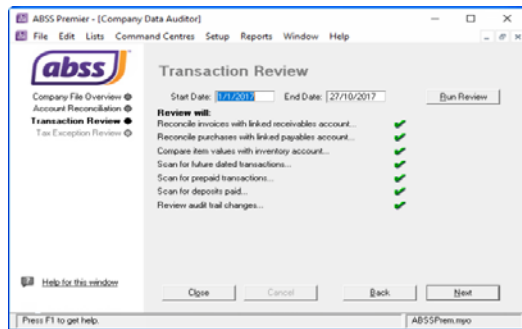 ABSS Premier - [Company Data Auditor]
File Edit Lists Command Centres Setup Reports Window Help
abss
Transaction Review
Company File Overview
Account Reconciliation
Transaction Review
Tax Exception Review
Start Date: 1/1/2017 End Date: 27/10/2017 Run Review
Review will:
Reconcile invoices with linked receivables account...
Reconcile purchases with linked payables account...
Compare item values with inventory account...
Scan for future dated transactions...
Scan for prepaid transactions...
Scan for deposits paid...
Review audit trail changes...
Help for this window
Close Cancel Back Next
Press F1 to get help. ABSSPrem.myo